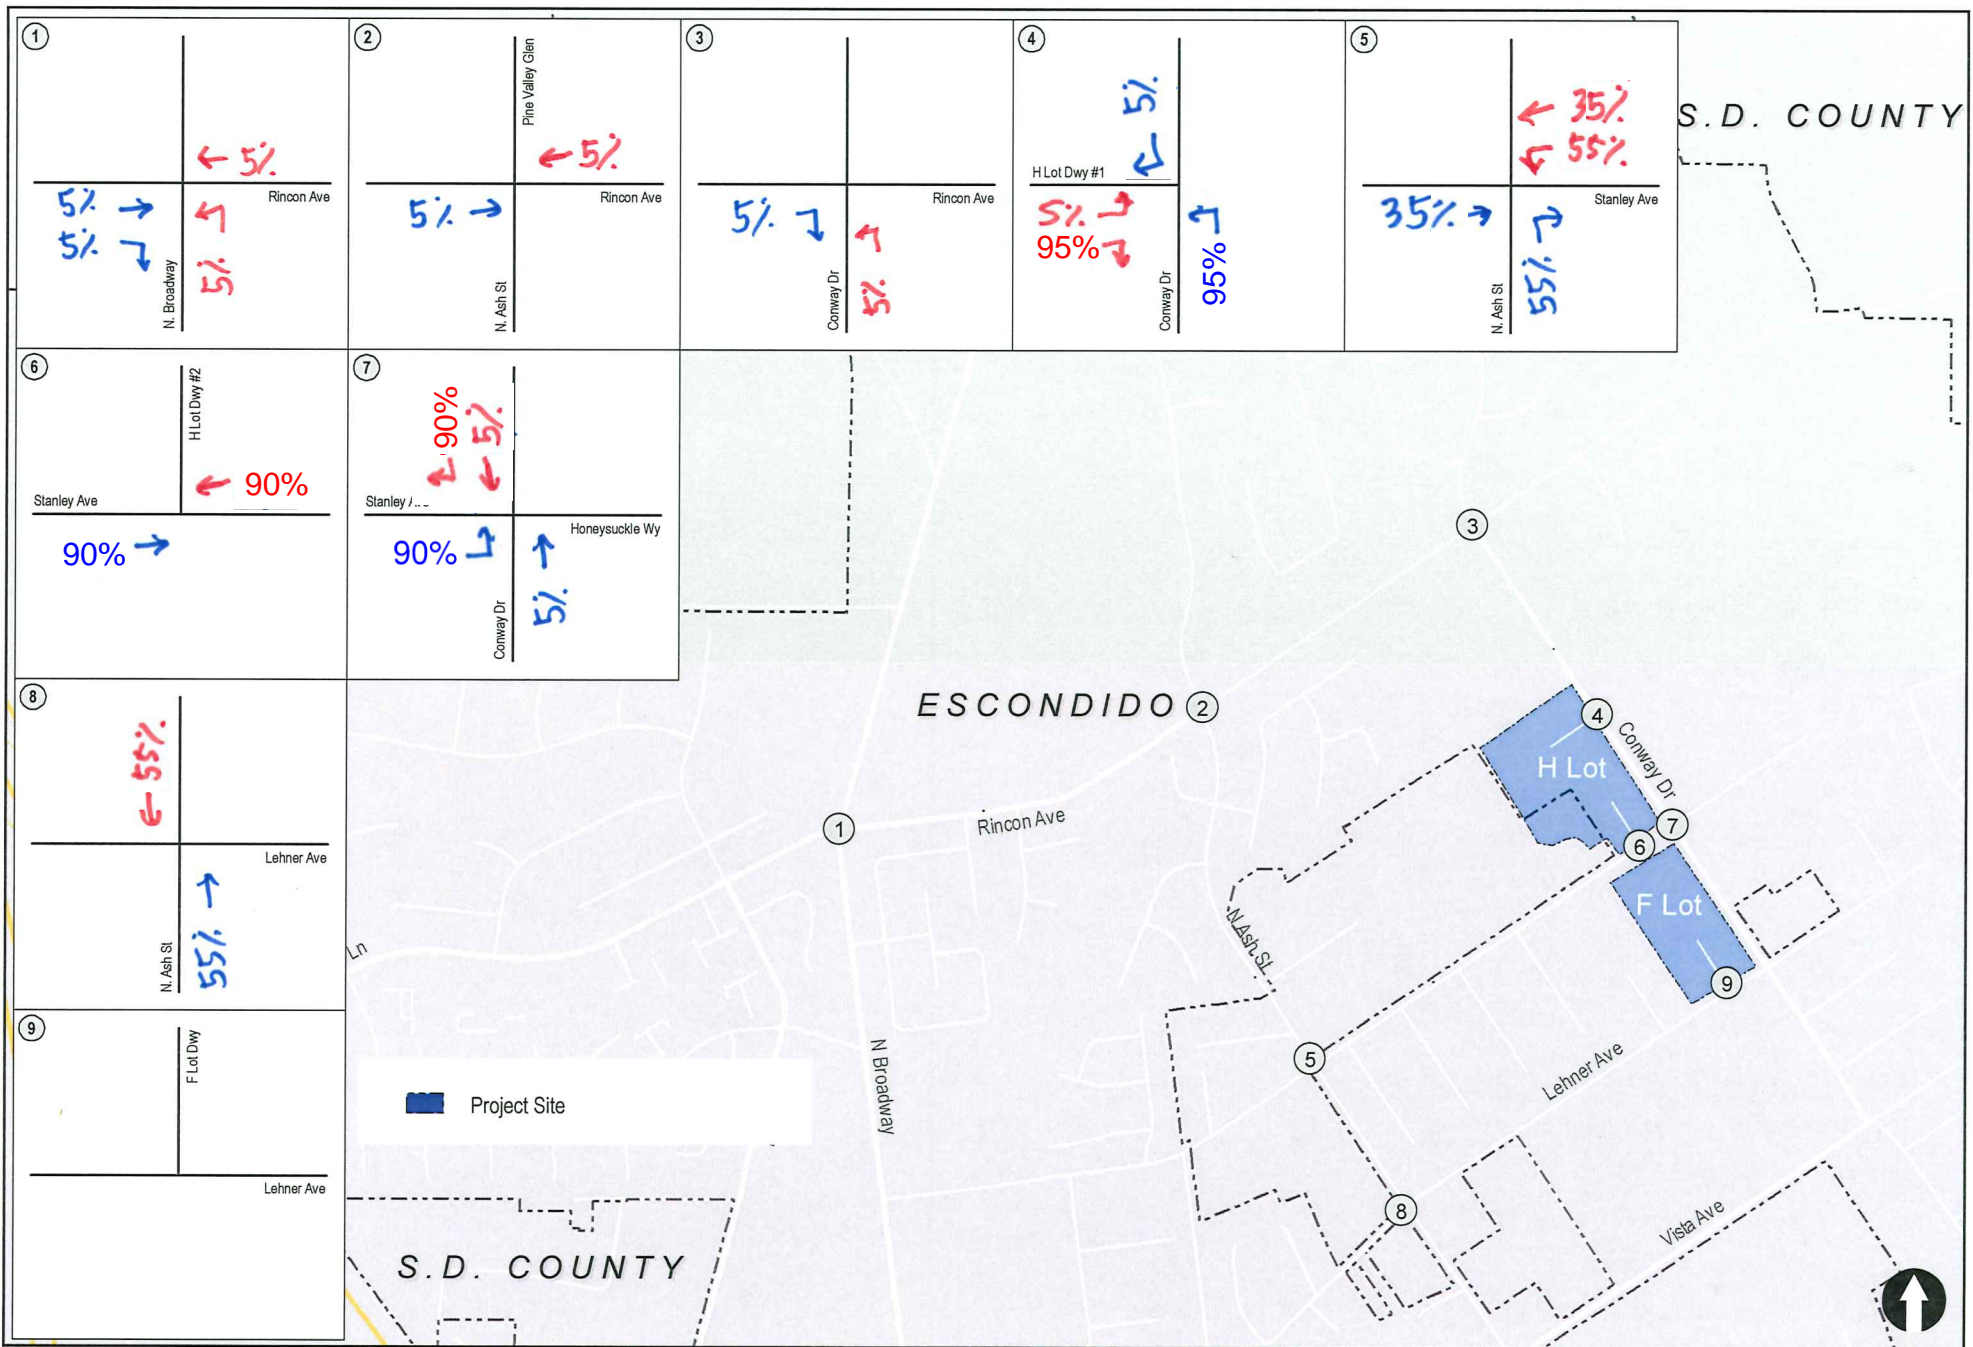 1
← 5%
Rincon Ave
5% →
5%
5%
N. Broadway
2
Pine Valley Glen
← 5%
Rincon Ave
5% →
N. Ash St
3
Rincon Ave
5%
5%
Conway Dr
4
5%
H Lot Dwy #1
5%
95%
95%
Conway Dr
5
← 35%
55%
Stanley Ave
35% →
55%
N. Ash St
S.D. COUNTY
6
H Lot Dwy #2
← 90%
Stanley Ave
90% →
7
90%
5%
Stanley
Honeysuckle Wy
90%
5%
Conway Dr
8
← 55%
Lehner Ave
55% →
N. Ash St
9
F Lot Dwy
Lehner Ave
3
ESCONDIDO 2
4
Conway Dr
H Lot
1
Rincon Ave
7
6
F Lot
N Ash St
Ln
9
5
N Broadway
Lehner Ave
Project Site
8
Vista Ave
S.D. COUNTY